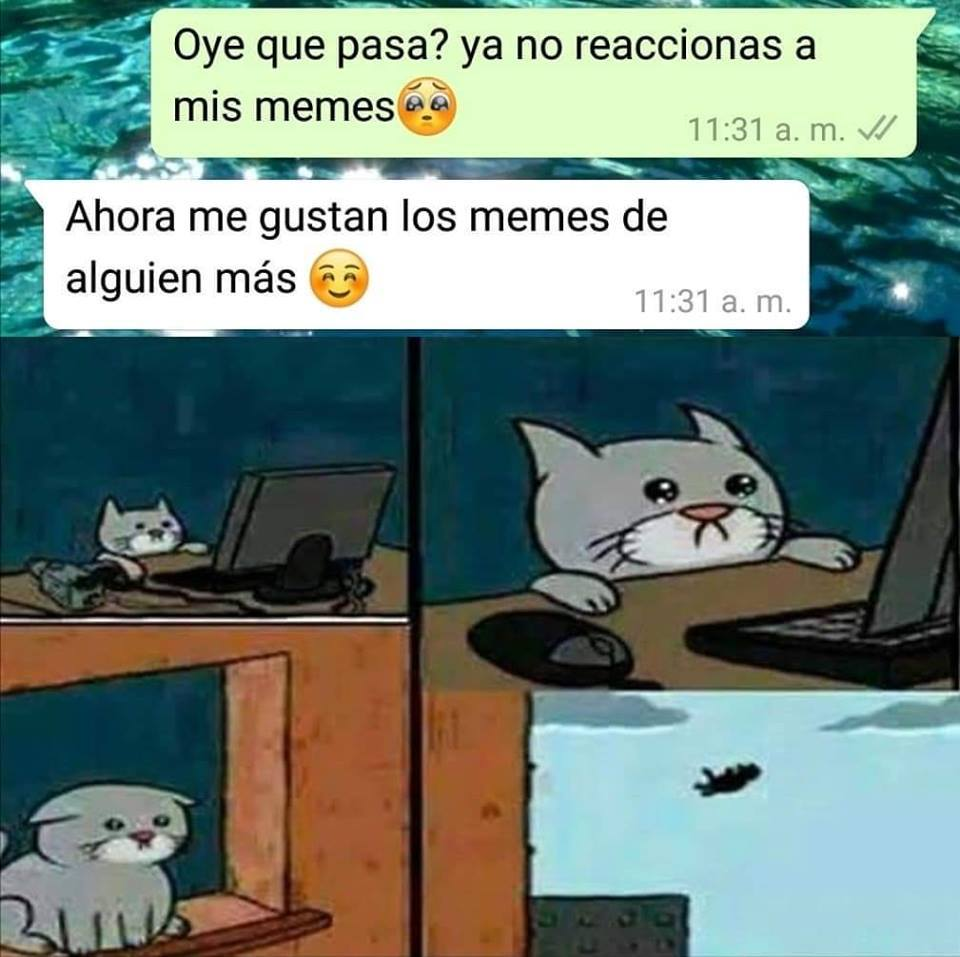 Oye que pasa? ya no reaccionas a
mis memes🥺
11:31 a. m.
Ahora me gustan los memes de
alguien más ☺️
11:31 a. m.